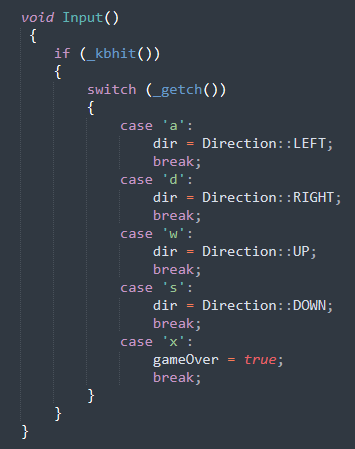 void Input()
{
if (_kbhit())
{
switch (_getch())
{
case 'a':
dir = Direction::LEFT;
break;
case 'd':
dir = Direction::RIGHT;
break;
case 'w':
dir = Direction::UP;
break;
case 's':
dir = Direction::DOWN;
break;
case 'x':
gameOver = true;
break;
}
}
}